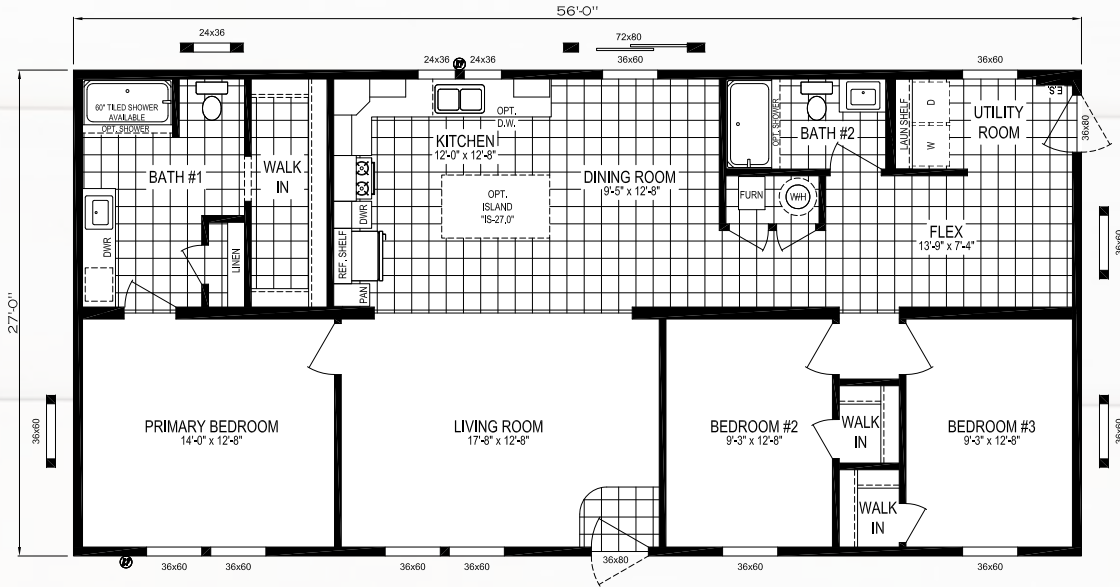 56'-0"
24x36
72x80
24x36 24x36
36x60
36x60
60" TILED SHOWER
AVAILABLE
OPT. SHOWER
OPT.
D.W.
KITCHEN
12'-0" x 12'-8"
OPT. SHOWER
BATH #2
LAUN.SHELF
D
W
UTILITY
ROOM
E.S.
36x80
BATH #1
WALK
IN
DINING ROOM
9'-5" x 12'-8"
OPT.
ISLAND
"IS-27,0"
DWR
REF. SHELF
PAN
FURN
W/H
FLEX
13'-9" x 7'-4"
36x60
DWR
LINEN
27'-0"
PRIMARY BEDROOM
14'-0" x 12'-8"
LIVING ROOM
17'-8" x 12'-8"
BEDROOM #2
9'-3" x 12'-8"
WALK
IN
BEDROOM #3
9'-3" x 12'-8"
36x60
36x60
WALK
IN
36x60 36x60
36x60 36x60
36x80
36x60
36x60